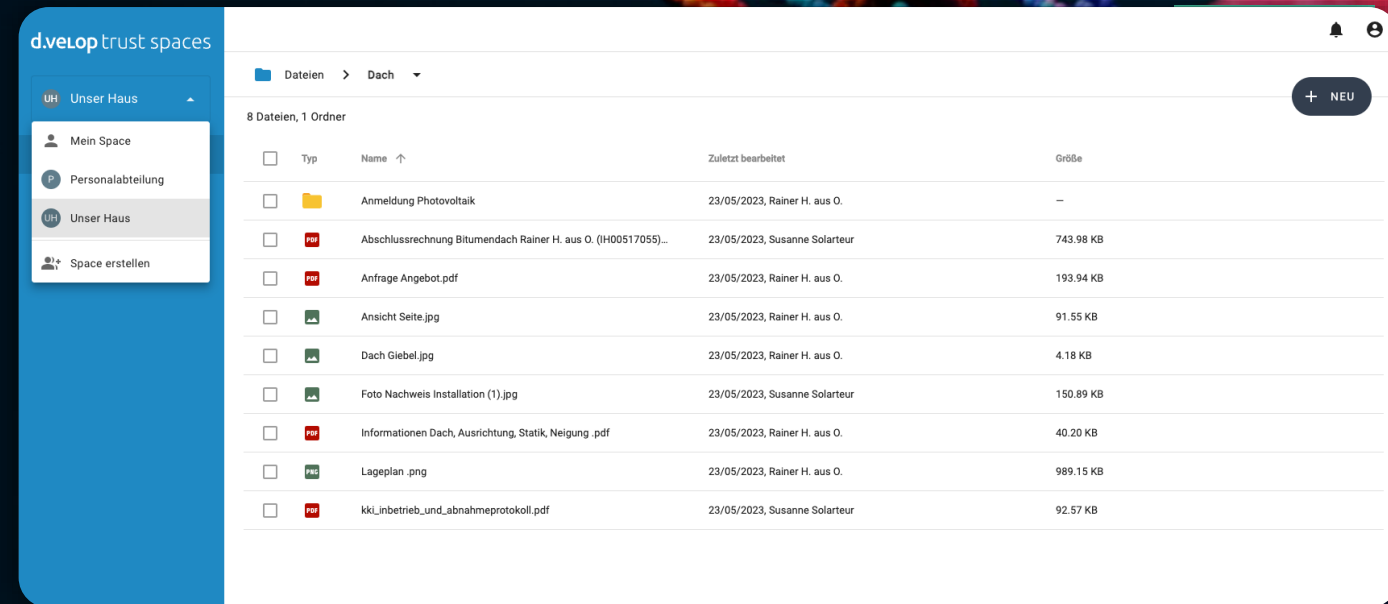 d.velop trust spaces
UH Unser Haus
Mein Space
P Personalabteilung
UH Unser Haus
Space erstellen
Dateien > Dach
+ NEU
8 Dateien, 1 Ordner
Typ Name Zuletzt bearbeitet Größe
Anmeldung Photovoltaik 23/05/2023, Rainer H. aus O. –
PDF Abschlussrechnung Bitumendach Rainer H. aus O. (IH00517055)... 23/05/2023, Susanne Solarteur 743.98 KB
PDF Anfrage Angebot.pdf 23/05/2023, Rainer H. aus O. 193.94 KB
Ansicht Seite.jpg 23/05/2023, Rainer H. aus O. 91.55 KB
Dach Giebel.jpg 23/05/2023, Rainer H. aus O. 4.18 KB
Foto Nachweis Installation (1).jpg 23/05/2023, Susanne Solarteur 150.89 KB
PDF Informationen Dach, Ausrichtung, Statik, Neigung .pdf 23/05/2023, Rainer H. aus O. 40.20 KB
PNG Lageplan .png 23/05/2023, Rainer H. aus O. 989.15 KB
PDF kki_inbetrieb_und_abnahmeprotokoll.pdf 23/05/2023, Susanne Solarteur 92.57 KB